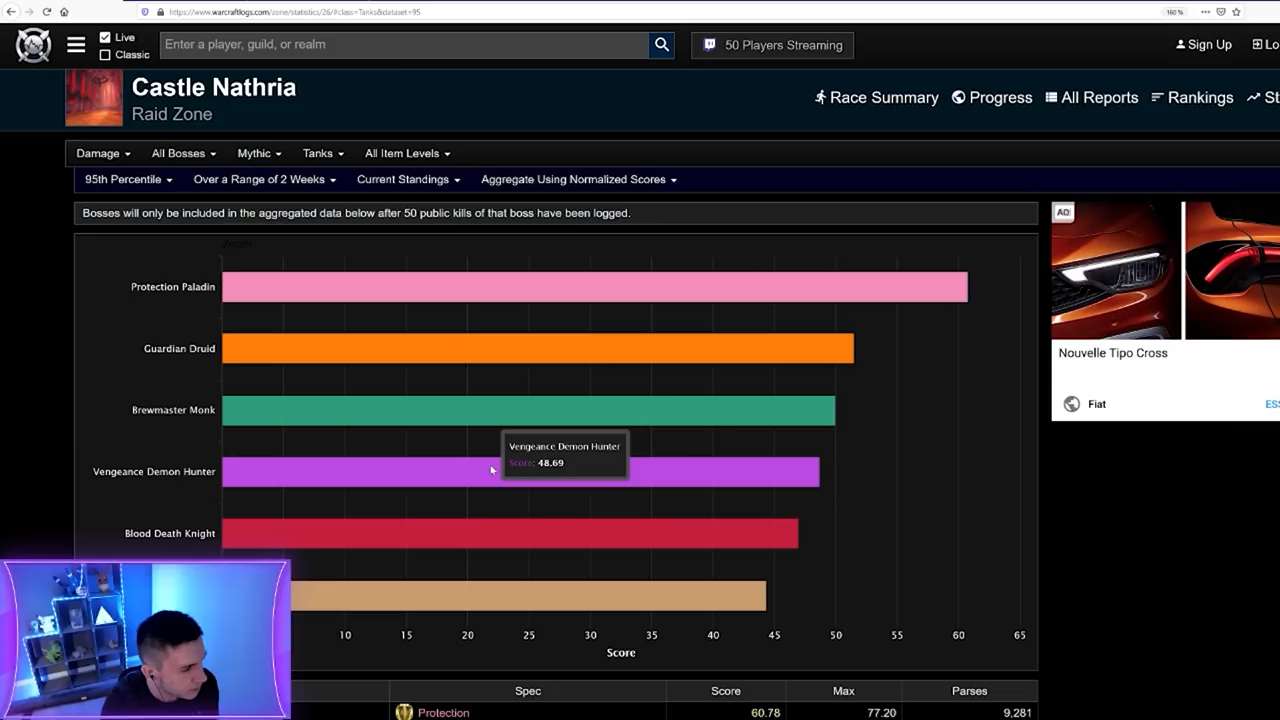 https://www.warcraftlogs.com/zone/statistics/26/#class=Tanks&dataset=95
160 %
Live
Classic
Enter a player, guild, or realm
50 Players Streaming
Sign Up
Lo
Castle Nathria
Raid Zone
Race Summary
Progress
All Reports
Rankings
St
Damage
All Bosses
Mythic
Tanks
All Item Levels
95th Percentile
Over a Range of 2 Weeks
Current Standings
Aggregate Using Normalized Scores
Bosses will only be included in the aggregated data below after 50 public kills of that boss have been logged.
AD
Zoom
Protection Paladin
Guardian Druid
Brewmaster Monk
Vengeance Demon Hunter
Blood Death Knight
Vengeance Demon Hunter
Score: 48.69
Nouvelle Tipo Cross
Fiat
ES
10 15 20 25 30 35 40 45 50 55 60 65
Score
Spec Score Max Parses
Protection 60.78 77.20 9,281